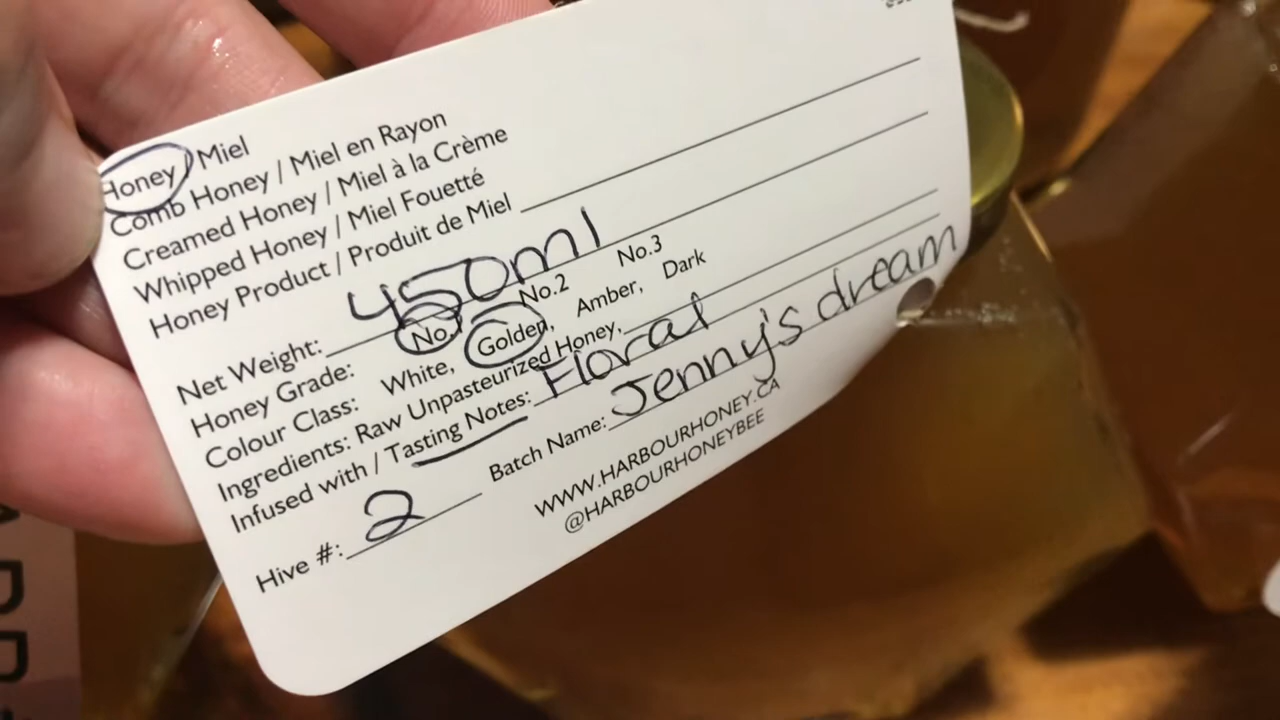 Honey / Miel
Comb Honey / Miel en Rayon
Creamed Honey / Miel à la Crème
Whipped Honey / Miel Fouetté
Honey Product / Produit de Miel
Net Weight: 450ml
Honey Grade: No.1 No.2 No.3
Colour Class: White, Golden, Amber, Dark
Ingredients: Raw Unpasteurized Honey,
Infused with / Tasting Notes: Floral
Hive #: 2 Batch Name: Jenny's dream
WWW.HARBOURHONEY.CA
@HARBOURHONEYBEE